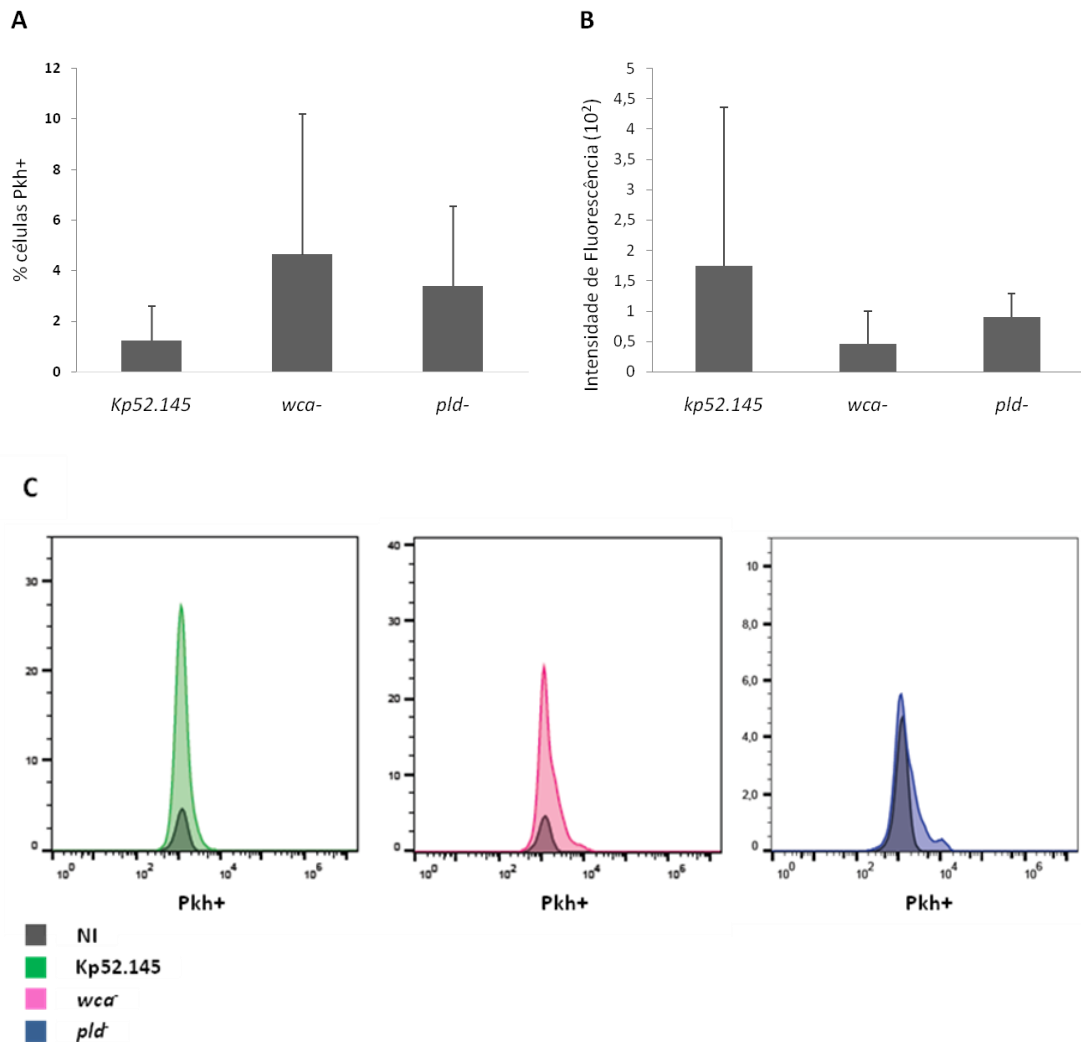 A
B
% células Pkh+
12
10
8
6
4
2
0
Kp52.145
wca-
pld-
Intensidade de Fluorescência (10²)
5
4,5
4
3,5
3
2,5
2
1,5
1
0,5
0
kp52.145
wca-
pld-
C
30
20
10
0
10⁰
10²
10⁴
10⁶
Pkh+
40
30
20
10
0
10⁰
10²
10⁴
10⁶
Pkh+
10
8,0
6,0
4,0
2,0
0
10⁰
10²
10⁴
10⁶
Pkh+
NI
Kp52.145
wca⁻
pld⁻